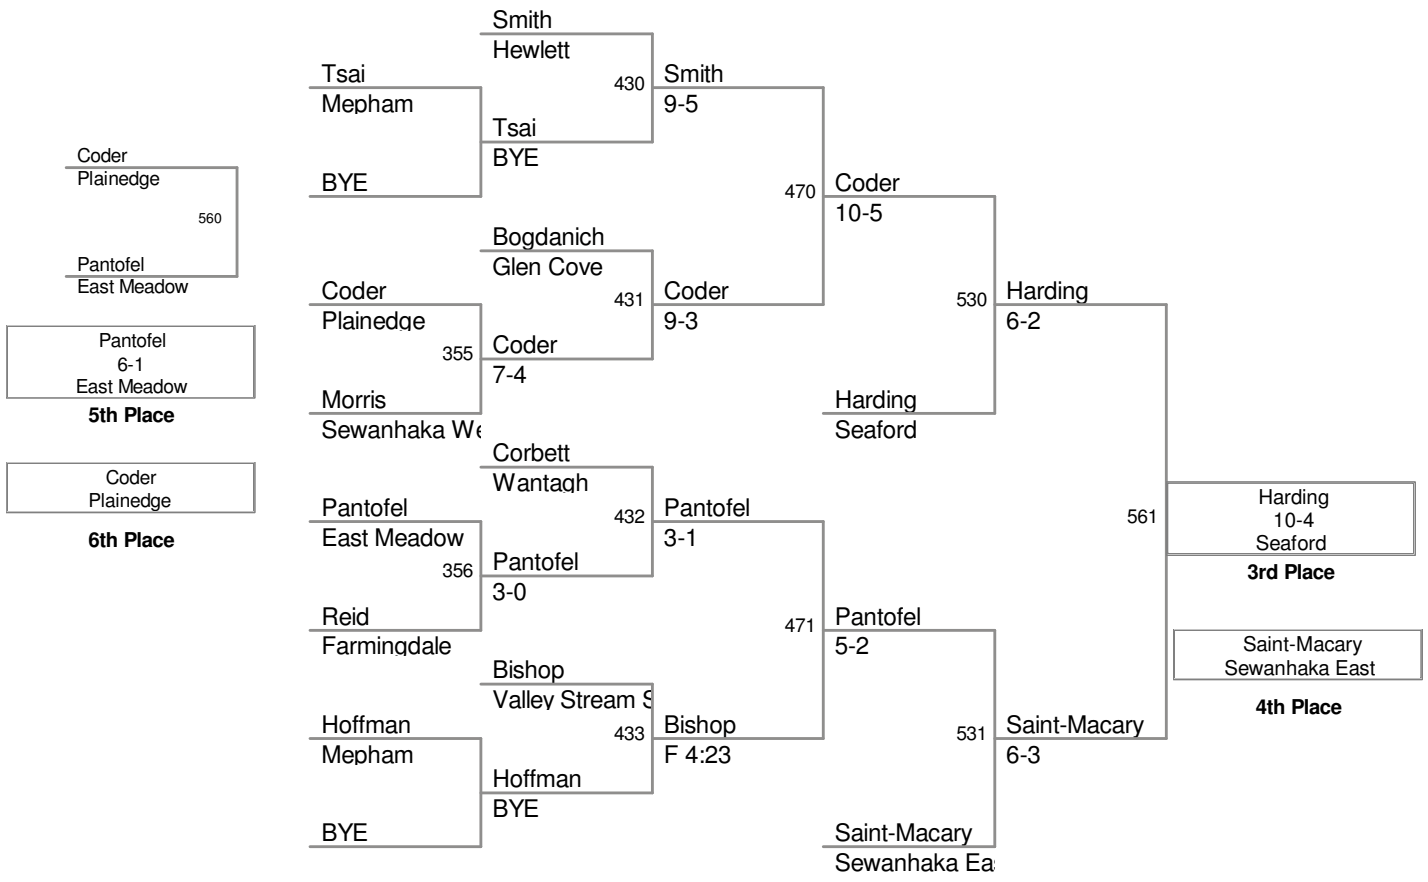 Smith
Hewlett
Tsai
Mepham
430
Smith
9-5
Tsai
BYE
BYE
Coder
Plainedge
560
Pantofel
East Meadow
470
Coder
10-5
Bogdanich
Glen Cove
Coder
Plainedge
431
Coder
9-3
355
Coder
7-4
Morris
Sewanhaka We
530
Harding
6-2
Harding
Seaford
Pantofel
6-1
East Meadow
5th Place
Coder
Plainedge
6th Place
Corbett
Wantagh
Pantofel
East Meadow
432
Pantofel
3-1
356
Pantofel
3-0
Reid
Farmingdale
471
Pantofel
5-2
561
Harding
10-4
Seaford
3rd Place
Saint-Macary
Sewanhaka East
4th Place
Bishop
Valley Stream S
Hoffman
Mepham
433
Bishop
F 4:23
Hoffman
BYE
BYE
531
Saint-Macary
6-3
Saint-Macary
Sewanhaka Eas